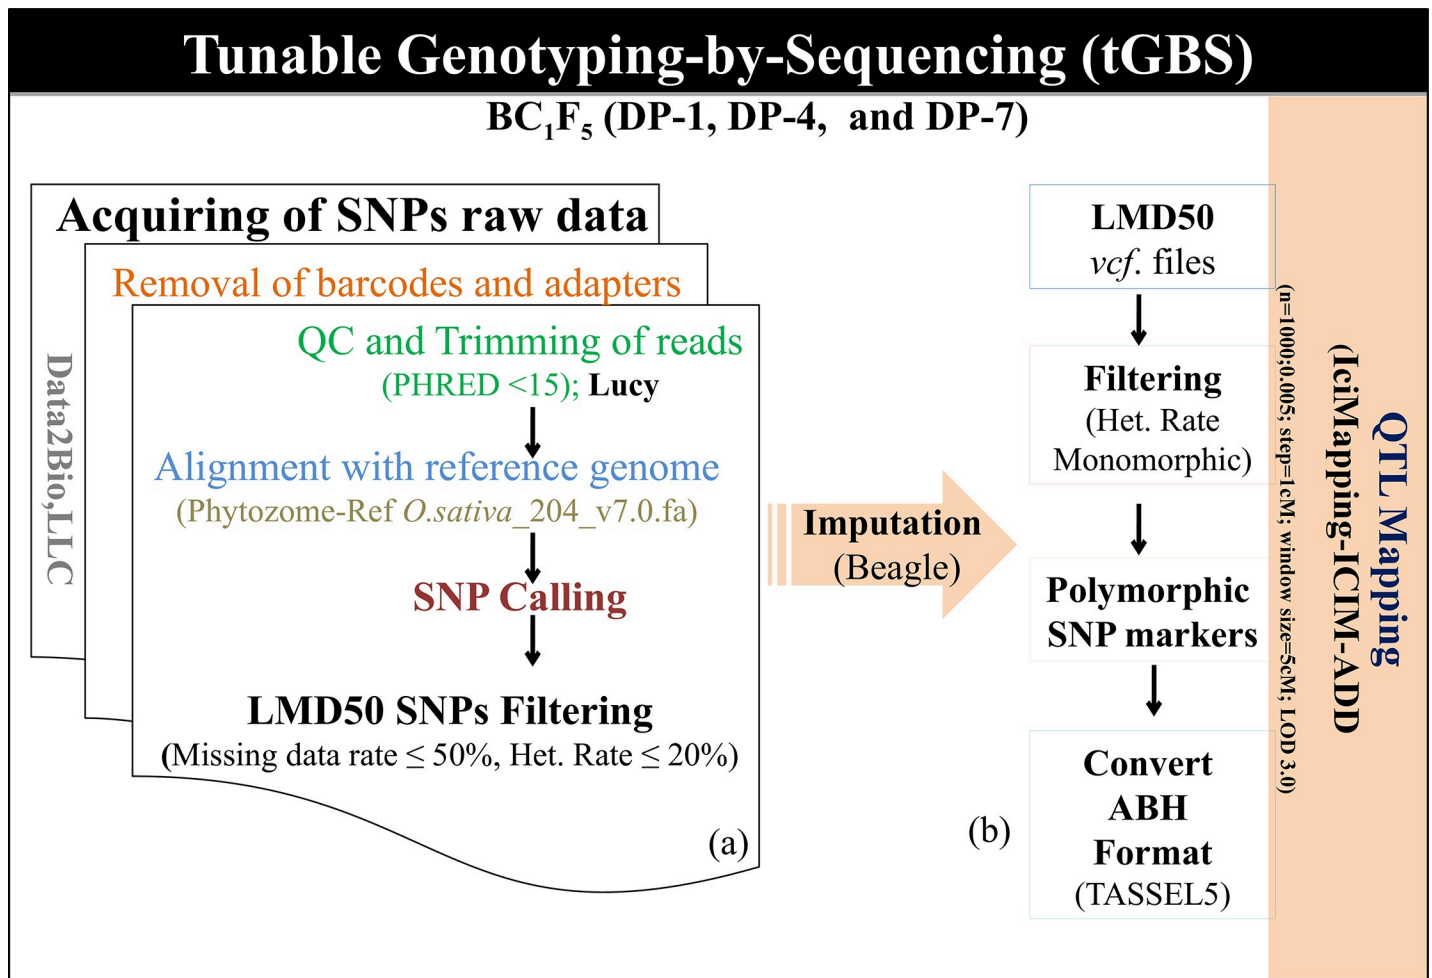 Tunable Genotyping-by-Sequencing (tGBS)
BC₁F₅ (DP-1, DP-4, and DP-7)
Acquiring of SNPs raw data
Removal of barcodes and adapters
QC and Trimming of reads
(PHRED <15); Lucy
Alignment with reference genome
(Phytozome-Ref O.sativa_204_v7.0.fa)
SNP Calling
LMD50 SNPs Filtering
(Missing data rate ≤ 50%, Het. Rate ≤ 20%)
(a)
Data2Bio,LLC
Imputation
(Beagle)
LMD50
vcf. files
Filtering
(Het. Rate
Monomorphic)
Polymorphic
SNP markers
Convert
ABH
Format
(TASSEL5)
(b)
QTL Mapping
(IciMapping-ICIM-ADD
(n=1000;0.005; step=1cM; window size=5cM; LOD 3.0)